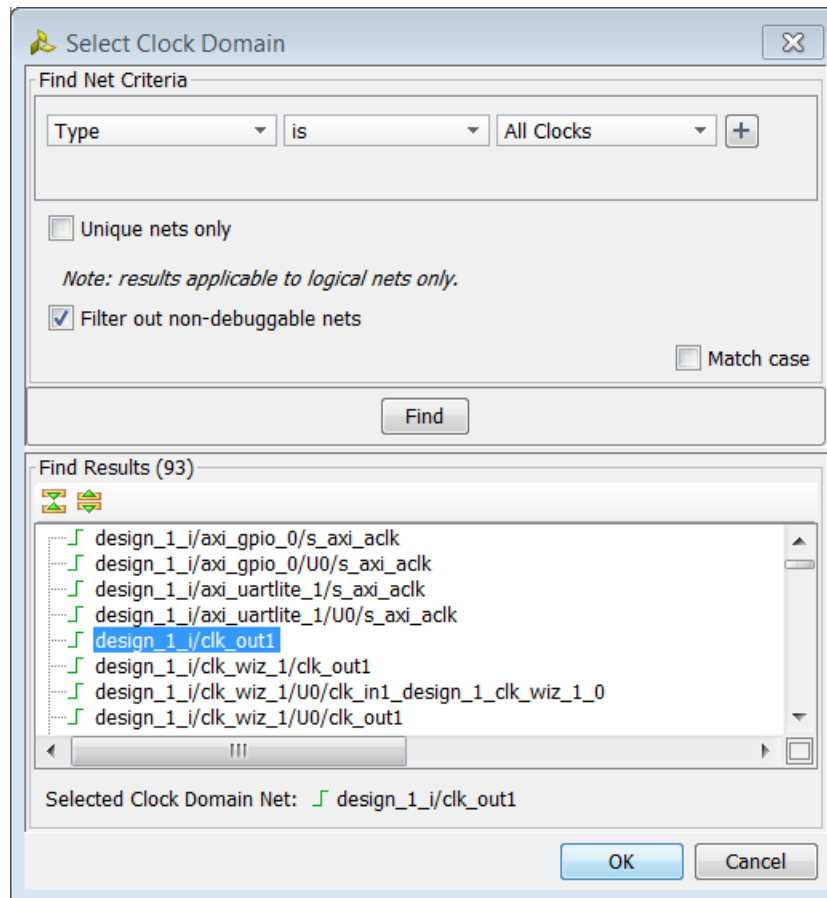 Select Clock Domain
Find Net Criteria
Type is All Clocks
Unique nets only
Note: results applicable to logical nets only.
Filter out non-debuggable nets
Match case
Find
Find Results (93)
design_1_i/axi_gpio_0/s_axi_aclk
design_1_i/axi_gpio_0/U0/s_axi_aclk
design_1_i/axi_uartlite_1/s_axi_aclk
design_1_i/axi_uartlite_1/U0/s_axi_aclk
design_1_i/clk_out1
design_1_i/clk_wiz_1/clk_out1
design_1_i/clk_wiz_1/U0/clk_in1_design_1_clk_wiz_1_0
design_1_i/clk_wiz_1/U0/clk_out1
Selected Clock Domain Net: design_1_i/clk_out1
OK Cancel